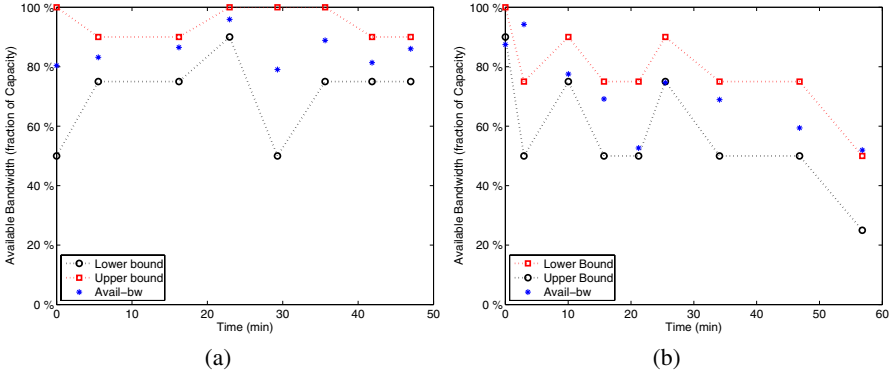 100 %
80 %
60 %
40 %
20 %
0 %
Available Bandwidth (fraction of Capacity)
Lower bound
Upper bound
Avail-bw
0
10
20
30
40
50
Time (min)
(a)
100 %
80 %
60 %
40 %
20 %
0 %
Available Bandwidth (fraction of Capacity)
Lower Bound
Upper Bound
Avail-bw
0
10
20
30
40
50
60
Time (min)
(b)